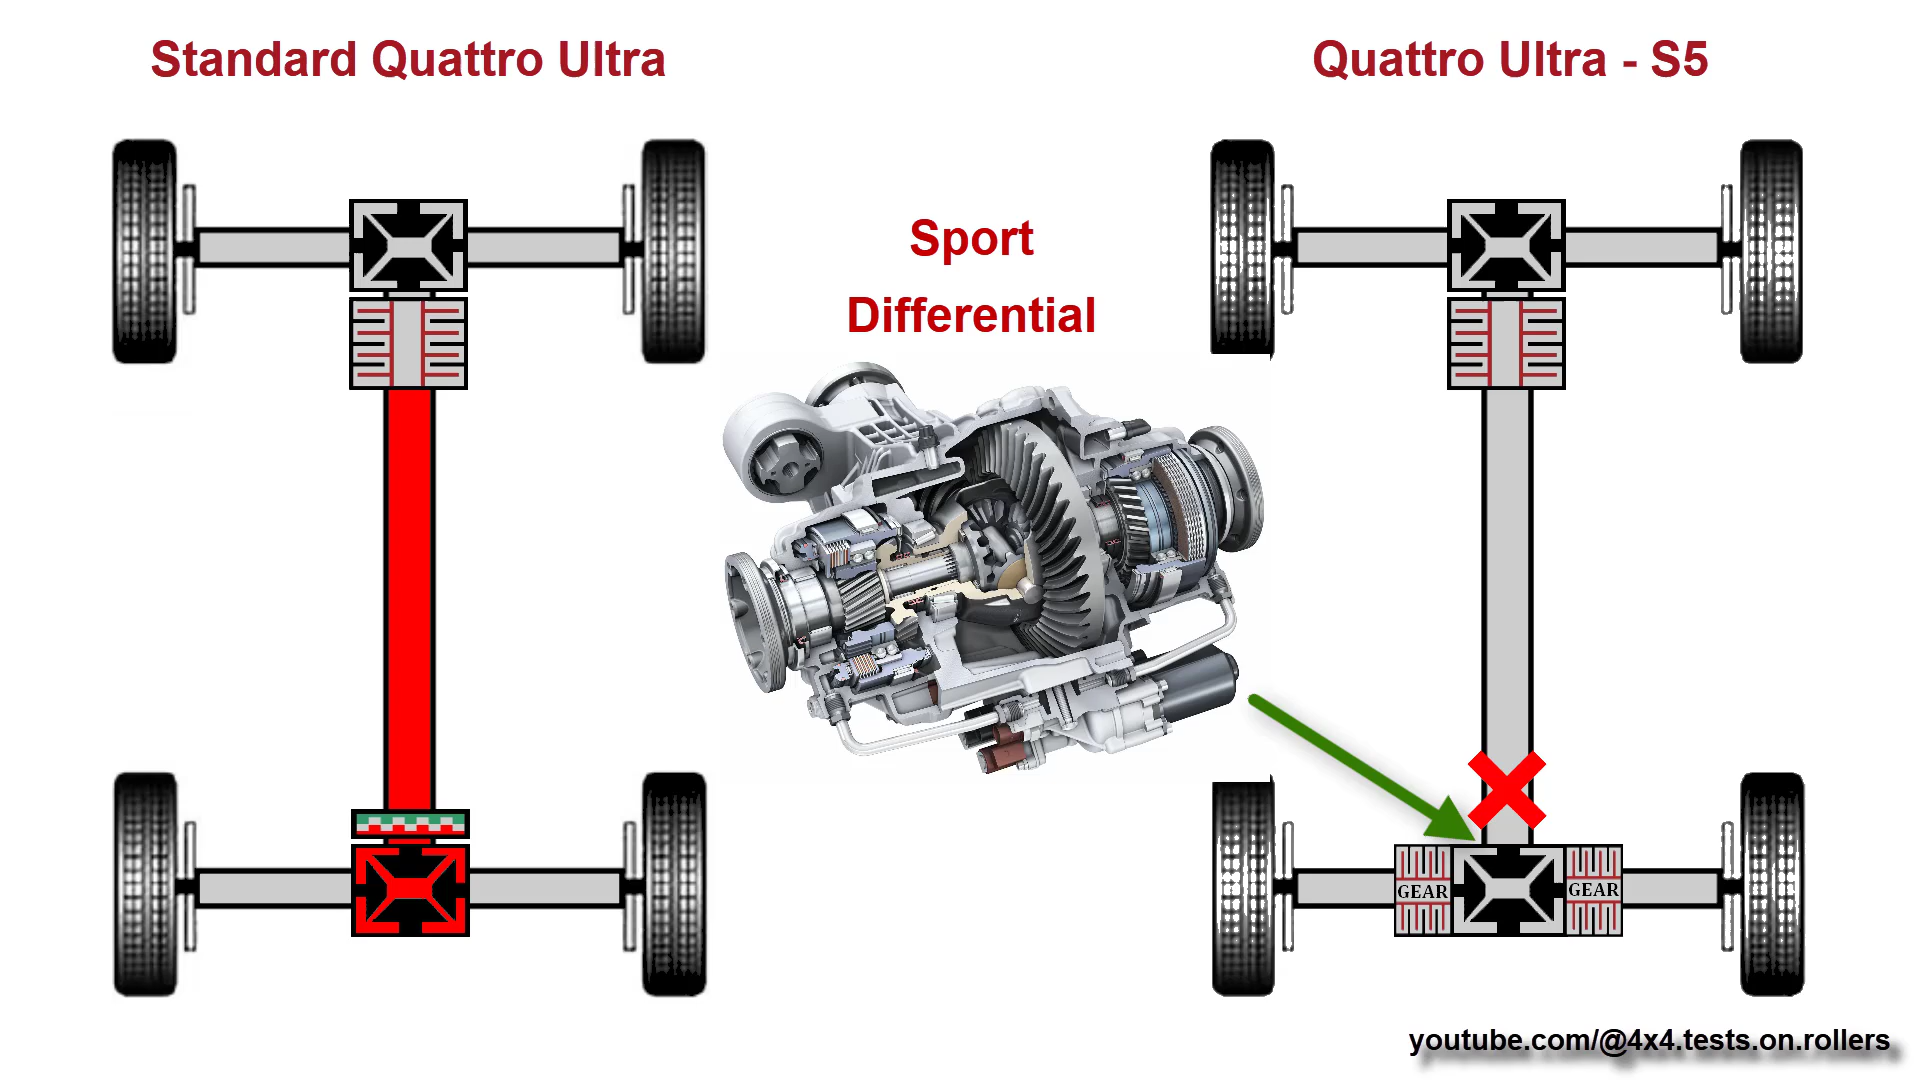 Standard Quattro Ultra
Quattro Ultra - S5
Sport
Differential
GEAR
GEAR
youtube.com/@4x4.tests.on.rollers